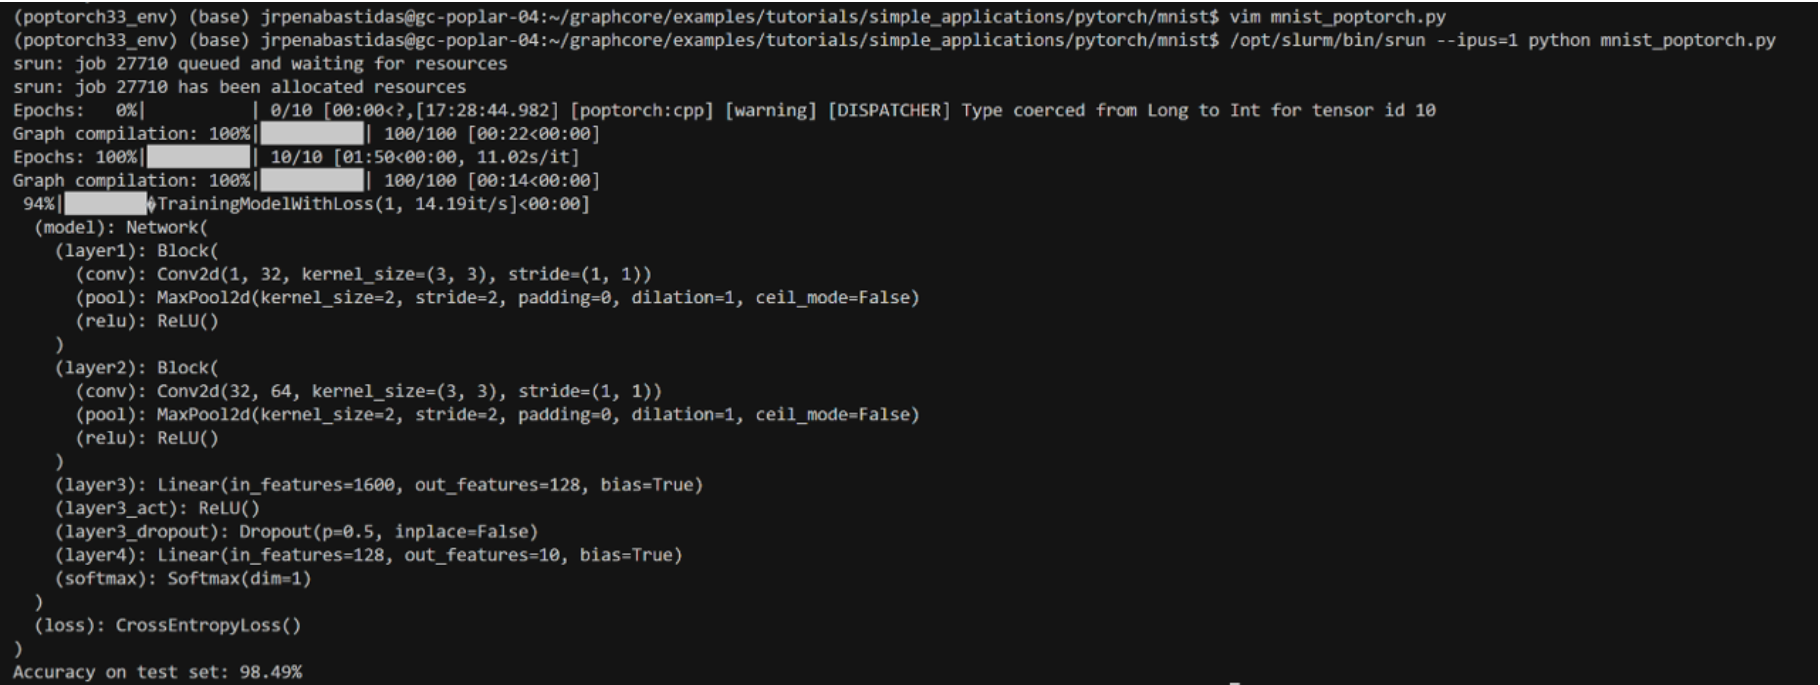 (poptorch33_env) (base) jrpenabastidas@gc-poplar-04:~/graphcore/examples/tutorials/simple_applications/pytorch/mnist$ vim mnist_poptorch.py
(poptorch33_env) (base) jrpenabastidas@gc-poplar-04:~/graphcore/examples/tutorials/simple_applications/pytorch/mnist$ /opt/slurm/bin/srun --ipus=1 python mnist_poptorch.py
srun: job 27710 queued and waiting for resources
srun: job 27710 has been allocated resources
Epochs:   0%|          | 0/10 [00:00<?,[17:28:44.982] [poptorch:cpp] [warning] [DISPATCHER] Type coerced from Long to Int for tensor id 10
Graph compilation: 100%|██████████| 100/100 [00:22<00:00]
Epochs: 100%|██████████| 10/10 [01:50<00:00, 11.02s/it]
Graph compilation: 100%|██████████| 100/100 [00:14<00:00]
 94%|████████�TrainingModelWithLoss(1, 14.19it/s]<00:00]
  (model): Network(
    (layer1): Block(
      (conv): Conv2d(1, 32, kernel_size=(3, 3), stride=(1, 1))
      (pool): MaxPool2d(kernel_size=2, stride=2, padding=0, dilation=1, ceil_mode=False)
      (relu): ReLU()
    )
    (layer2): Block(
      (conv): Conv2d(32, 64, kernel_size=(3, 3), stride=(1, 1))
      (pool): MaxPool2d(kernel_size=2, stride=2, padding=0, dilation=1, ceil_mode=False)
      (relu): ReLU()
    )
    (layer3): Linear(in_features=1600, out_features=128, bias=True)
    (layer3_act): ReLU()
    (layer3_dropout): Dropout(p=0.5, inplace=False)
    (layer4): Linear(in_features=128, out_features=10, bias=True)
    (softmax): Softmax(dim=1)
  )
  (loss): CrossEntropyLoss()
)
Accuracy on test set: 98.49%